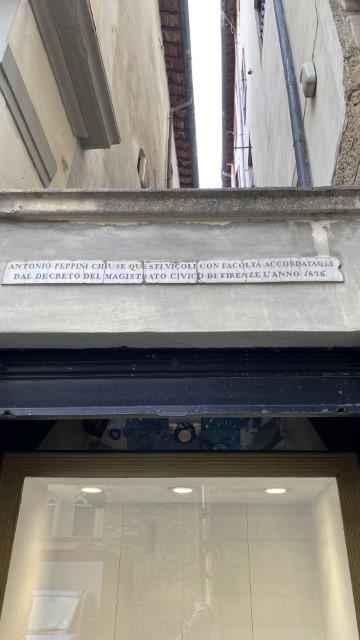 ANTONIO PEPPINI CHIUSE QUESTI VICOLI CON FACOLTÀ ACCORDATAGLI
DAL DECRETO DEL MAGISTRATO CIVICO DI FIRENZE L'ANNO 1826.